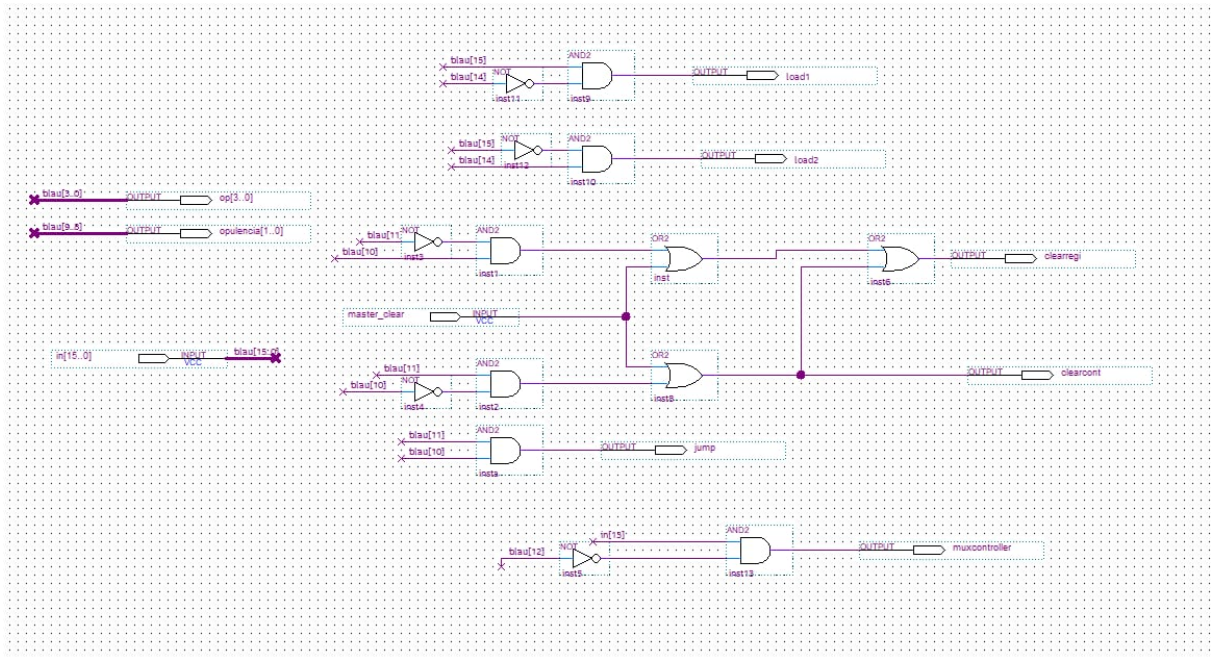 AND2
blau[15]
OUTPUT
load1
blau[14]
NOT
inst11
inst9
NOT
AND2
blau[15]
OUTPUT
load2
blau[14]
inst12
inst10
blau[3..0]
OUTPUT
op[3..0]
blau[9..8]
OUTPUT
opulencia[1..0]
blau[11]
NOT
AND2
blau[10]
inst3
inst1
OR2
inst
OR2
inst6
OUTPUT
clearregi
master_clear
INPUT
VCC
in[15..0]
INPUT
VCC
blau[15..0]
OR2
inst8
AND2
blau[11]
NOT
blau[10]
inst4
inst2
OUTPUT
clearcont
AND2
blau[11]
blau[10]
insta
OUTPUT
jump
AND2
in[13]
NOT
blau[12]
inst5
inst13
OUTPUT
muxcontroller